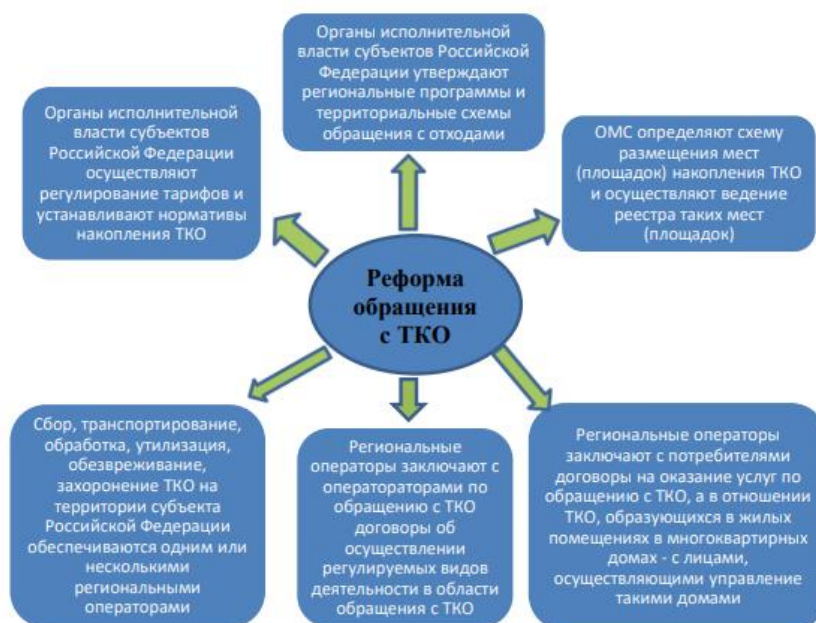 Органы исполнительной
власти субъектов Российской
Федерации утверждают
региональные программы и
территориальные схемы
обращения с отходами
Органы исполнительной
власти субъектов
Российской Федерации
осуществляют
регулирование тарифов и
устанавливают нормативы
накопления ТКО
ОМС определяют схему
размещения мест
(площадок) накопления ТКО
и осуществляют ведение
реестра таких мест
(площадок)
Реформа
обращения
с ТКО
Сбор, транспортирование,
обработка, утилизация,
обезвреживание,
захоронение ТКО на
территории субъекта
Российской Федерации
обеспечиваются одним или
несколькими
региональными
операторами
Региональные
операторы заключают с
оператораторами по
обращению с ТКО
договоры об
осуществлении
регулируемых видов
деятельности в области
обращения с ТКО
Региональные операторы
заключают с потребителями
договоры на оказание услуг по
обращению с ТКО, а в отношении
ТКО, образующихся в жилых
помещениях в многоквартирных
домах - с лицами,
осуществляющими управление
такими домами